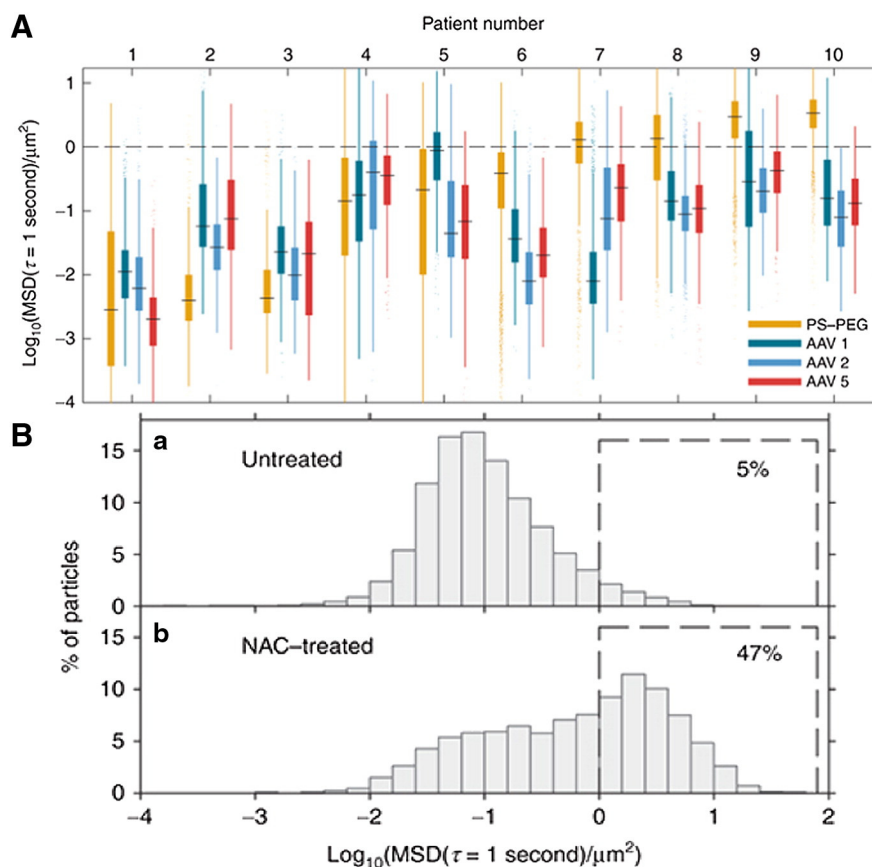 A
Patient number
1 2 3 4 5 6 7 8 9 10
Log10(MSD(τ = 1 second)/μm²)
1
0
−1
−2
−3
−4
PS–PEG
AAV 1
AAV 2
AAV 5
B
a
Untreated
5%
15
10
5
0
% of particles
b
NAC–treated
47%
15
10
5
0
−4 −3 −2 −1 0 1 2
Log10(MSD(τ = 1 second)/μm²)